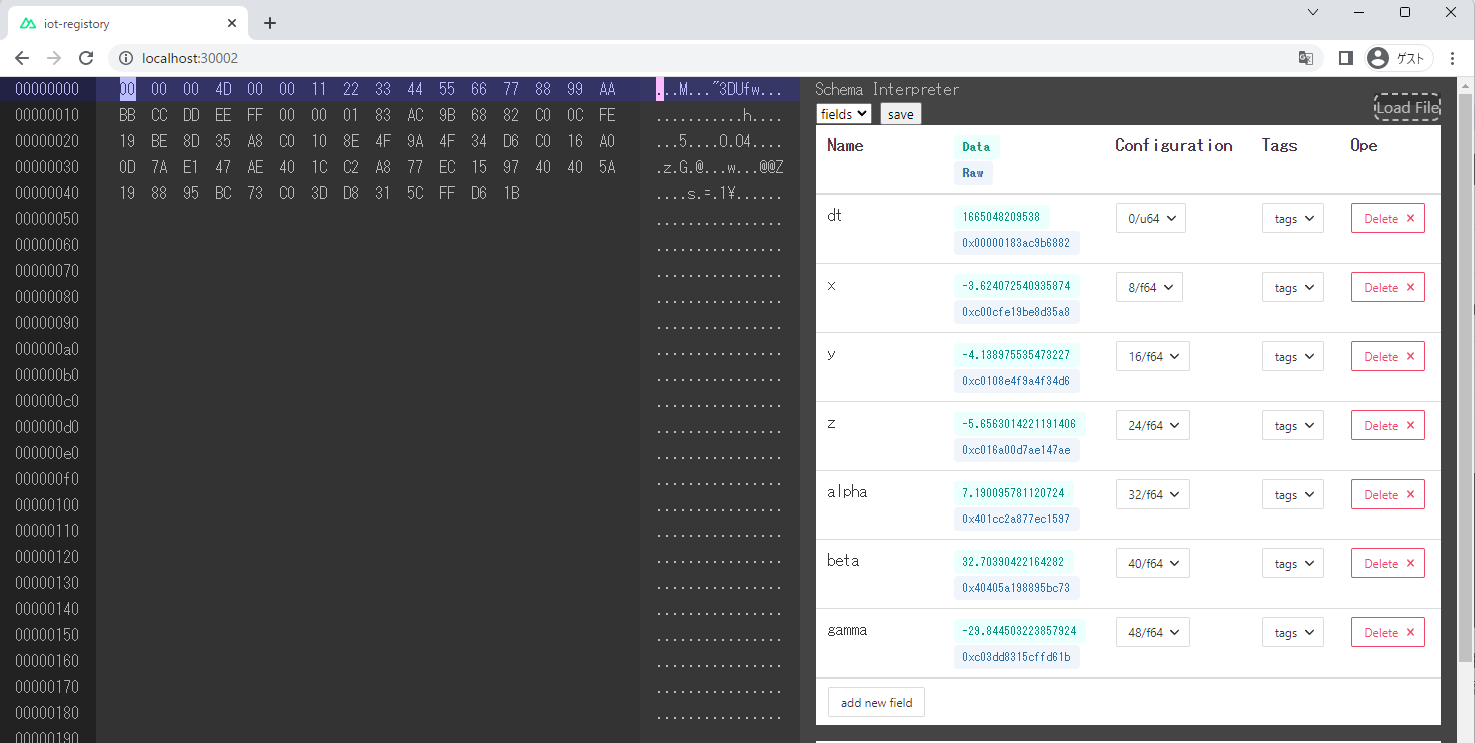 iot-registory
localhost:30002
ゲスト
00000000 00 00 00 4D 00 00 11 22 33 44 55 66 77 88 99 AA ...M..."3DUfw...
00000010 BB CC DD EE FF 00 00 01 83 AC 9B 68 82 C0 0C FE ...........h....
00000020 19 BE 8D 35 A8 C0 10 8E 4F 9A 4F 34 D6 C0 16 A0 ...5....O.O4....
00000030 0D 7A E1 47 AE 40 1C C2 A8 77 EC 15 97 40 40 5A .z.G.@...w...@@Z
00000040 19 88 95 BC 73 C0 3D D8 31 5C FF D6 1B ....s.=.1¥......
00000050 ................
00000060 ................
00000070 ................
00000080 ................
00000090 ................
000000a0 ................
000000b0 ................
000000c0 ................
000000d0 ................
000000e0 ................
000000f0 ................
00000100 ................
00000110 ................
00000120 ................
00000130 ................
00000140 ................
00000150 ................
00000160 ................
00000170 ................
00000180 ................
00000190
Schema Interpreter
Load File
fields save
Name Data Configuration Tags Ope
Raw
dt 1665048209538 0/u64 tags Delete ×
0x00000183ac9b6882
x -3.624072540935874 8/f64 tags Delete ×
0xc00cfe19be8d35a8
y -4.138975535473227 16/f64 tags Delete ×
0xc0108e4f9a4f34d6
z -5.6563014221191406 24/f64 tags Delete ×
0xc016a00d7ae147ae
alpha 7.190095781120724 32/f64 tags Delete ×
0x401cc2a877ec1597
beta 32.70390422164282 40/f64 tags Delete ×
0x40405a198895bc73
gamma -29.844503223857924 48/f64 tags Delete ×
0xc03dd8315cffd61b
add new field